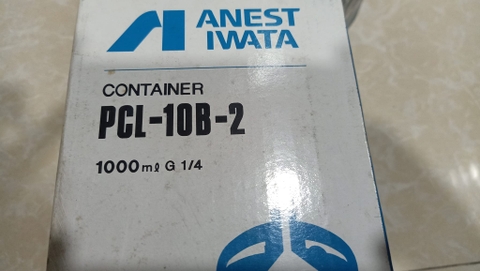 ANEST
IWATA
CONTAINER
PCL-10B-2
1000mℓ G 1/4